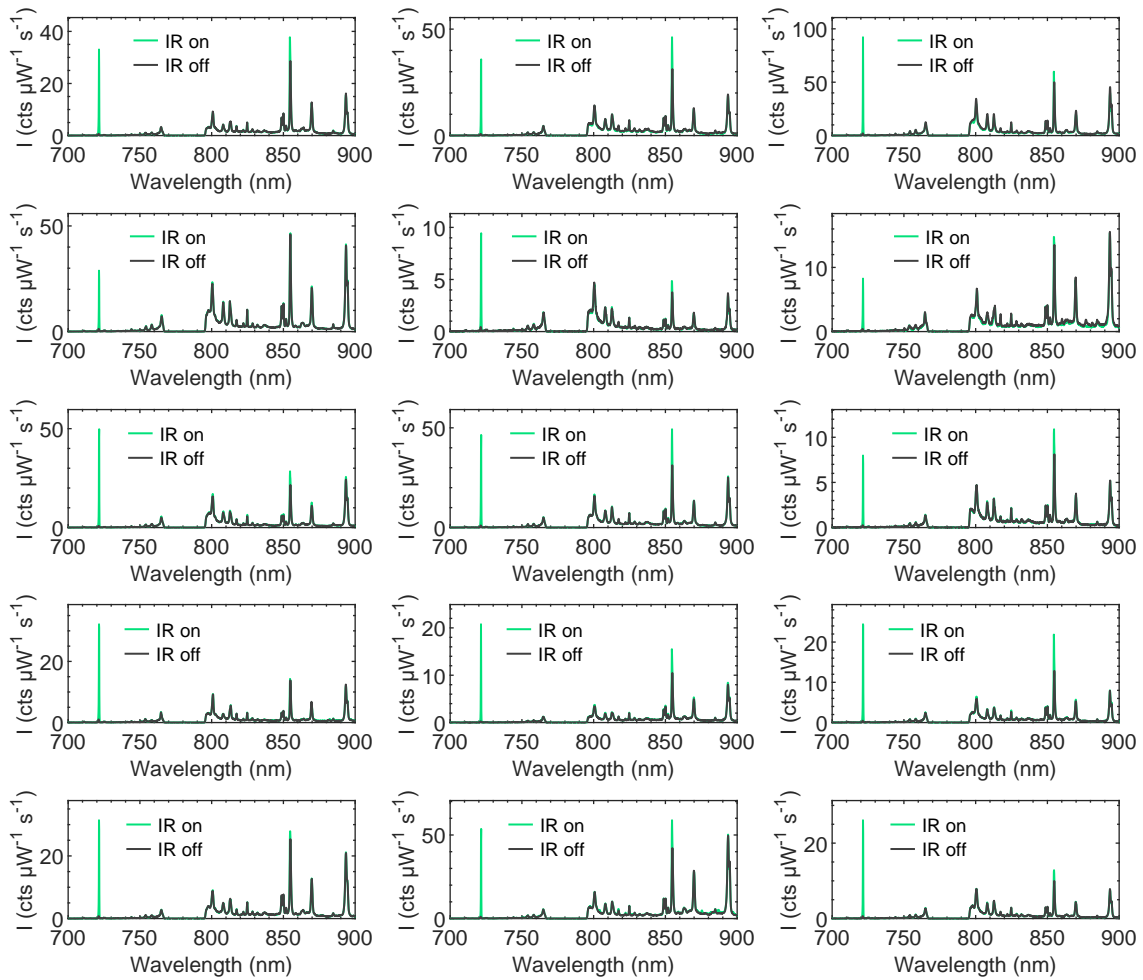 I (cts µW⁻¹ s⁻¹)
40
20
0
IR on
IR off
700 750 800 850 900
Wavelength (nm)
I (cts µW⁻¹ s⁻¹)
50
0
IR on
IR off
700 750 800 850 900
Wavelength (nm)
I (cts µW⁻¹ s⁻¹)
100
50
0
IR on
IR off
700 750 800 850 900
Wavelength (nm)
I (cts µW⁻¹ s⁻¹)
50
0
IR on
IR off
700 750 800 850 900
Wavelength (nm)
I (cts µW⁻¹ s⁻¹)
10
5
0
IR on
IR off
700 750 800 850 900
Wavelength (nm)
I (cts µW⁻¹ s⁻¹)
10
0
IR on
IR off
700 750 800 850 900
Wavelength (nm)
I (cts µW⁻¹ s⁻¹)
50
0
IR on
IR off
700 750 800 850 900
Wavelength (nm)
I (cts µW⁻¹ s⁻¹)
50
0
IR on
IR off
700 750 800 850 900
Wavelength (nm)
I (cts µW⁻¹ s⁻¹)
10
5
0
IR on
IR off
700 750 800 850 900
Wavelength (nm)
I (cts µW⁻¹ s⁻¹)
20
0
IR on
IR off
700 750 800 850 900
Wavelength (nm)
I (cts µW⁻¹ s⁻¹)
20
10
0
IR on
IR off
700 750 800 850 900
Wavelength (nm)
I (cts µW⁻¹ s⁻¹)
20
10
0
IR on
IR off
700 750 800 850 900
Wavelength (nm)
I (cts µW⁻¹ s⁻¹)
20
0
IR on
IR off
700 750 800 850 900
Wavelength (nm)
I (cts µW⁻¹ s⁻¹)
50
0
IR on
IR off
700 750 800 850 900
Wavelength (nm)
I (cts µW⁻¹ s⁻¹)
20
0
IR on
IR off
700 750 800 850 900
Wavelength (nm)